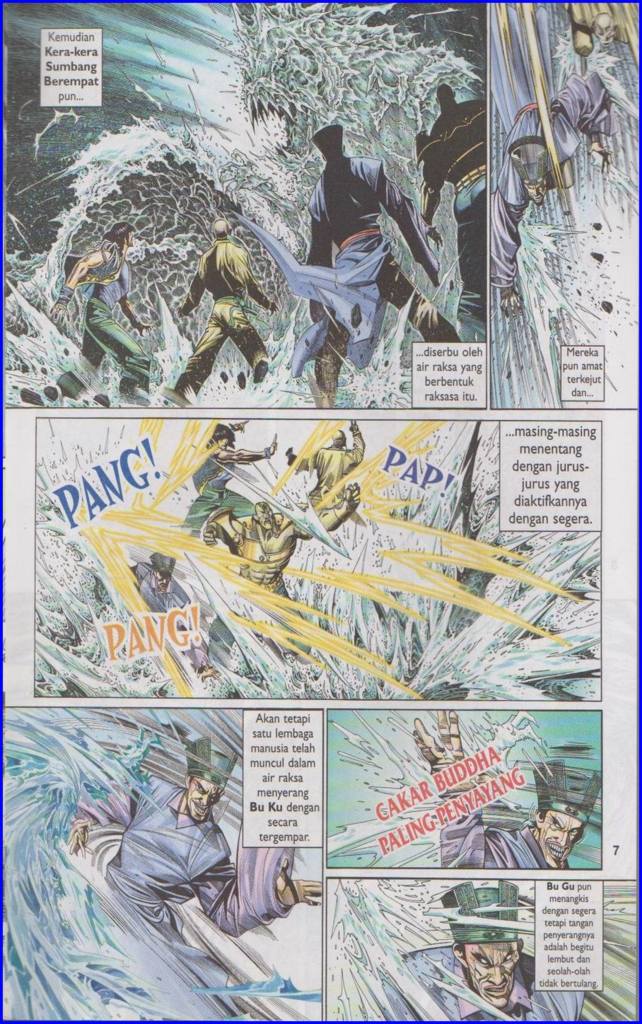 Kemudian
Kera-kera
Sumbang
Berempat
pun...
...diserbu oleh
air raksa yang
berbentuk
raksasa itu.
Mereka
pun amat
terkejut
dan...
...masing-masing
menentang
dengan jurus-
jurus yang
diaktifkannya
dengan segera.
PANG!
PAP!
PANG!
Akan tetapi
satu lembaga
manusia telah
muncul dalam
air raksa
menyerang
Bu Ku dengan
secara
tergempar.
CAKAR BUDDHA
PALING PENYAYANG
7
Bu Gu pun
menangkis
dengan segera
tetapi tangan
penyerangnya
adalah begitu
lembut dan
seolah-olah
tidak bertulang.